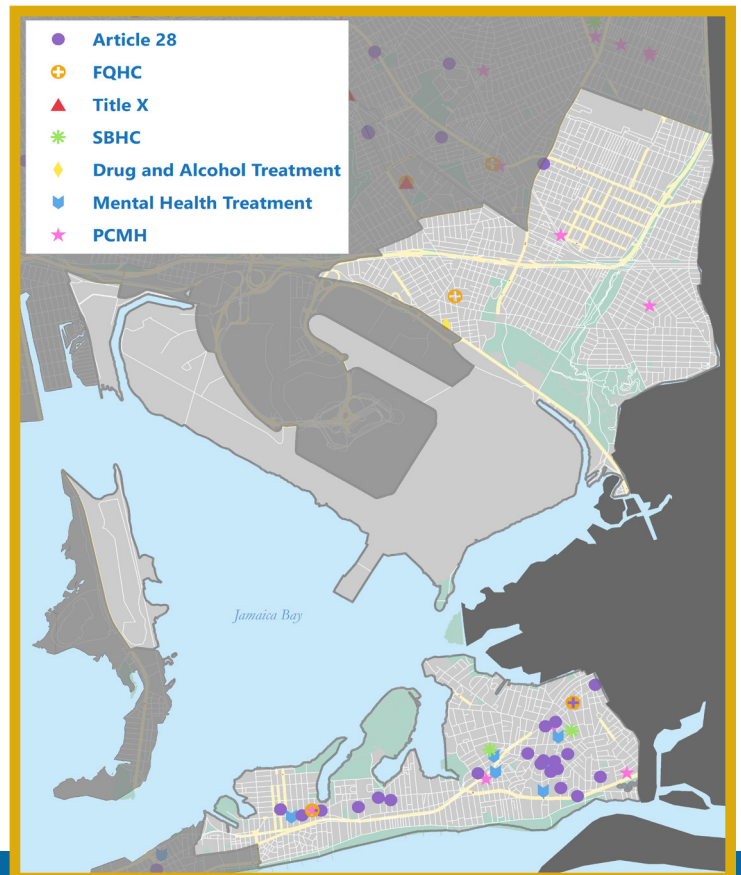 Article 28
FQHC
Title X
SBHC
Drug and Alcohol Treatment
Mental Health Treatment
PCMH
Jamaica Bay